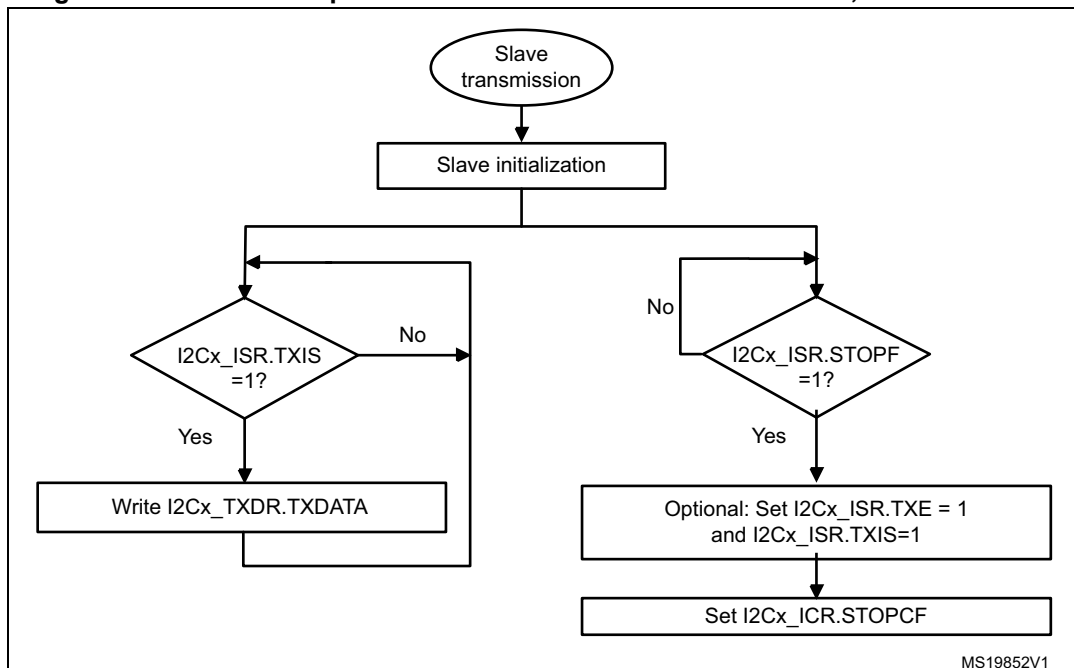 Slave
transmission
Slave initialization
I2Cx_ISR.TXIS
=1?
No
Yes
Write I2Cx_TXDR.TXDATA
No
I2Cx_ISR.STOPF
=1?
Yes
Optional: Set I2Cx_ISR.TXE = 1
and I2Cx_ISR.TXIS=1
Set I2Cx_ICR.STOPCF
MS19852V1